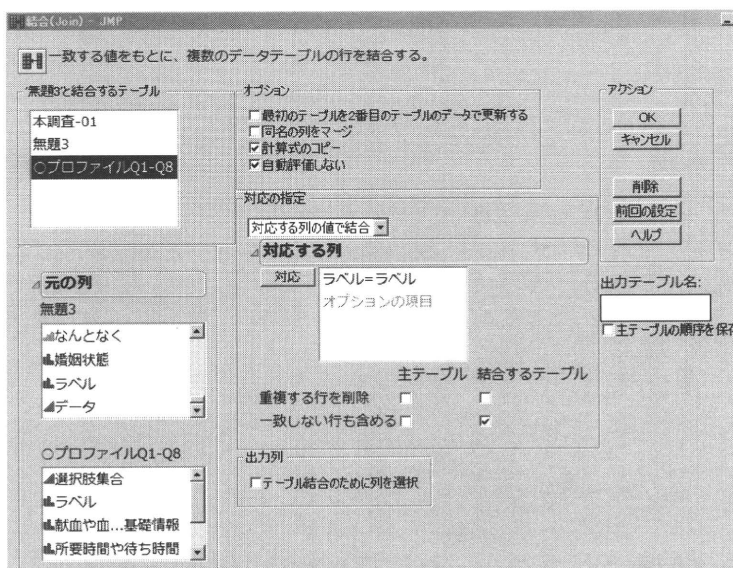 結合(Join) - JMP
一致する値をもとに、複数のデータテーブルの行を結合する。
無題3と結合するテーブル
本調査-01
無題3
○プロファイルQ1-Q8
オプション
最初のテーブルを2番目のテーブルのデータで更新する
同名の列をマージ
計算式のコピー
自動評価しない
対応の指定
対応する列の値で結合
対応する列
対応
ラベル=ラベル
オプションの項目
主テーブル 結合するテーブル
重複する行を削除
一致しない行も含める
出力列
テーブル結合のために列を選択
アクション
OK
キャンセル
削除
前回の設定
ヘルプ
出力テーブル名:
主テーブルの順序を保存
元の列
無題3
なんとなく
婚姻状態
ラベル
データ
○プロファイルQ1-Q8
選択肢集合
ラベル
献血や血...基礎情報
所要時間や待ち時間